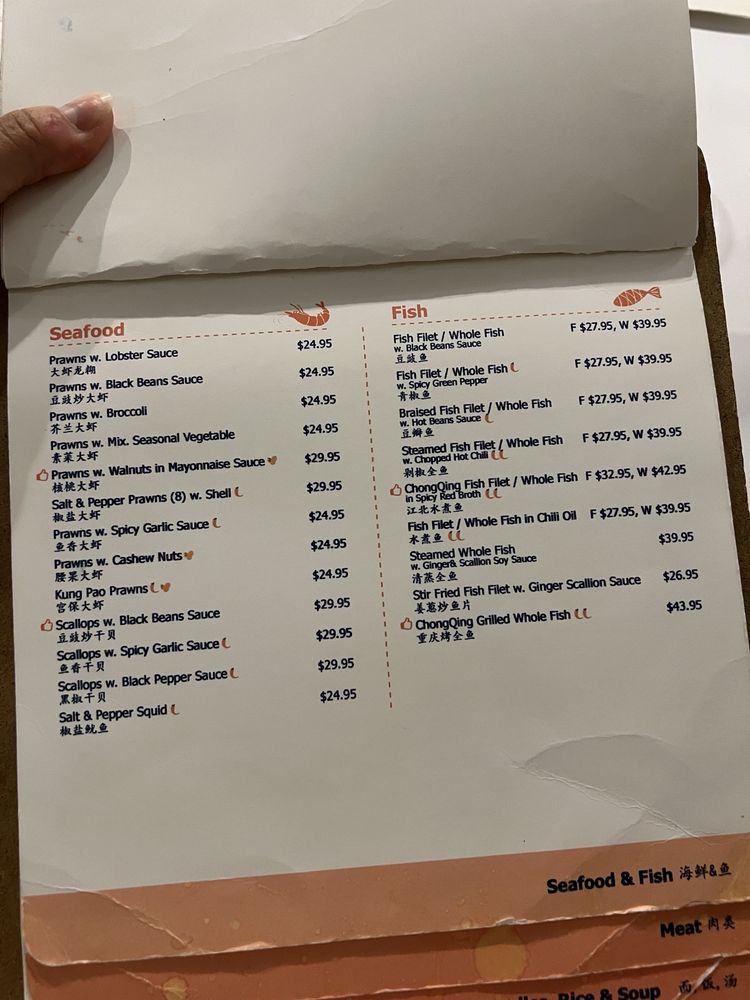 Seafood
Prawns w. Lobster Sauce $24.95
大虾龙糊
Prawns w. Black Beans Sauce $24.95
豆豉炒大虾
Prawns w. Broccoli $24.95
芥兰大虾
Prawns w. Mix. Seasonal Vegetable $24.95
素菜大虾
Prawns w. Walnuts in Mayonnaise Sauce $29.95
核桃大虾
Salt & Pepper Prawns (8) w. Shell $29.95
椒盐大虾
Prawns w. Spicy Garlic Sauce $24.95
鱼香大虾
Prawns w. Cashew Nuts $24.95
腰果大虾
Kung Pao Prawns $24.95
宫保大虾
Scallops w. Black Beans Sauce $29.95
豆豉炒干贝
Scallops w. Spicy Garlic Sauce $29.95
鱼香干贝
Scallops w. Black Pepper Sauce $29.95
黑椒干贝
Salt & Pepper Squid $24.95
椒盐鱿鱼
Fish
Fish Filet / Whole Fish F $27.95, W $39.95
w. Black Beans Sauce
豆豉鱼
Fish Filet / Whole Fish F $27.95, W $39.95
w. Spicy Green Pepper
青椒鱼
Braised Fish Filet / Whole Fish F $27.95, W $39.95
w. Hot Beans Sauce
豆瓣鱼
Steamed Fish Filet / Whole Fish F $27.95, W $39.95
w. Chopped Hot Chili
剁椒全鱼
ChongQing Fish Filet / Whole Fish F $32.95, W $42.95
in Spicy Red Broth
江北水煮鱼
Fish Filet / Whole Fish in Chili Oil F $27.95, W $39.95
水煮鱼
Steamed Whole Fish $39.95
w. Ginger& Scallion Soy Sauce
清蒸全鱼
Stir Fried Fish Filet w. Ginger Scallion Sauce $26.95
姜葱炒鱼片
ChongQing Grilled Whole Fish $43.95
重庆烤全鱼
Seafood & Fish 海鲜&鱼
Meat 肉类
Rice & Soup 面,饭,汤